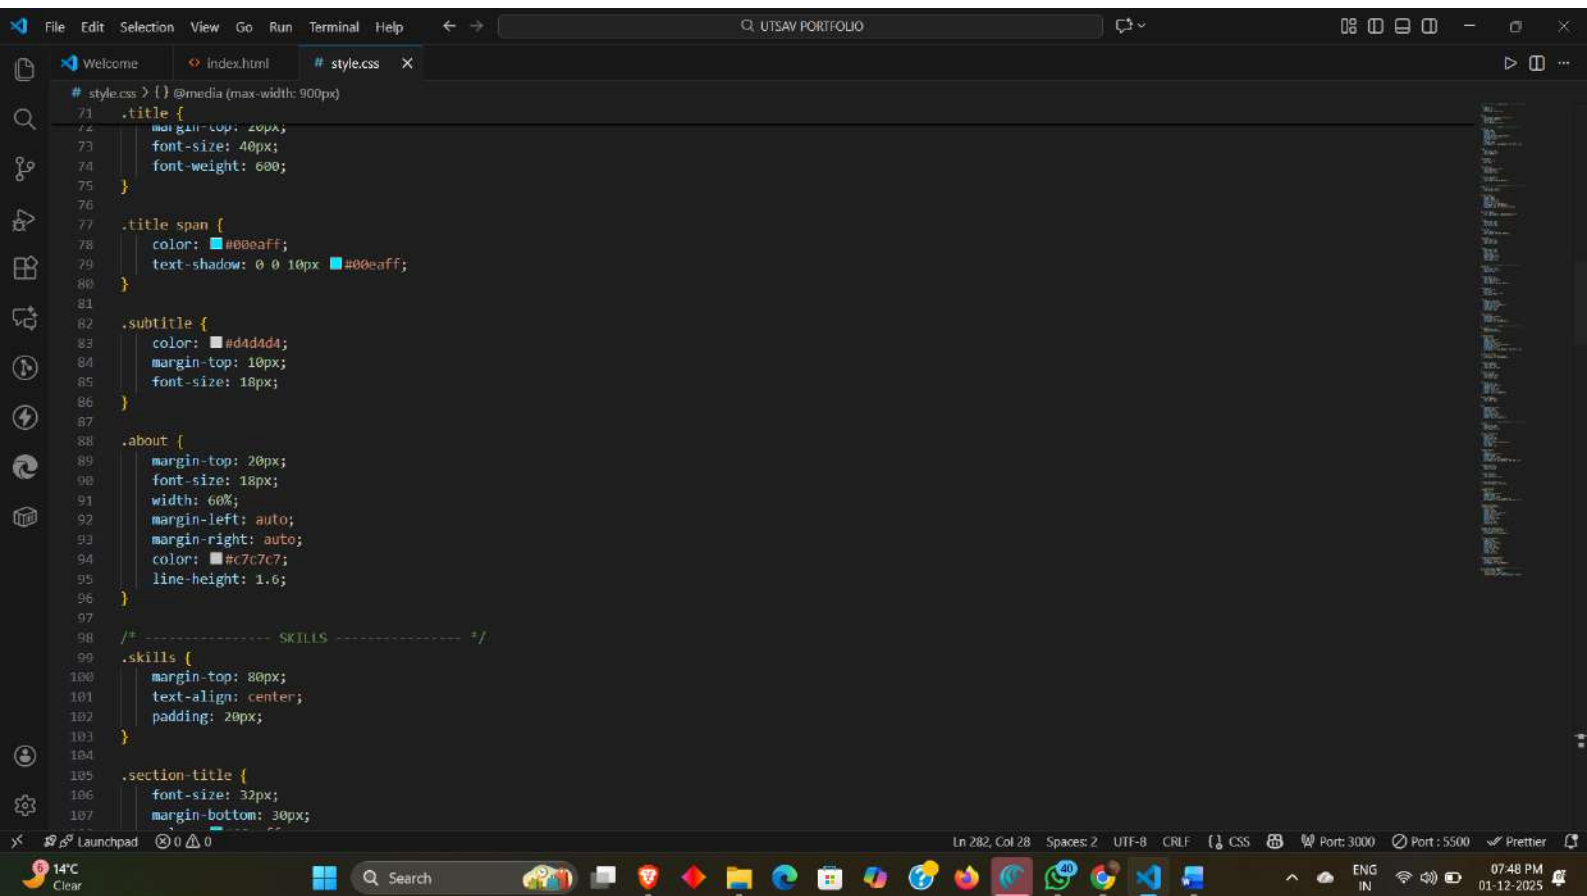 File Edit Selection View Go Run Terminal Help
UTSAV PORTFOLIO
Welcome
index.html
style.css
style.css > { } @media (max-width: 900px)
71 .title {
72 margin-top: 20px;
73 font-size: 40px;
74 font-weight: 600;
75 }
76
77 .title span {
78 color: #00eaff;
79 text-shadow: 0 0 10px #00eaff;
80 }
81
82 .subtitle {
83 color: #d4d4d4;
84 margin-top: 10px;
85 font-size: 18px;
86 }
87
88 .about {
89 margin-top: 20px;
90 font-size: 18px;
91 width: 60%;
92 margin-left: auto;
93 margin-right: auto;
94 color: #c7c7c7;
95 line-height: 1.6;
96 }
97
98 /* ---------------- SKILLS ---------------- */
99 .skills {
100 margin-top: 80px;
101 text-align: center;
102 padding: 20px;
103 }
104
105 .section-title {
106 font-size: 32px;
107 margin-bottom: 30px;
Launchpad 0 0 Ln 282, Col 28 Spaces: 2 UTF-8 CRLF { } CSS Port: 3000 Port : 5500 Prettier
6
14°C
Clear
Search
40
ENG
IN
07:48 PM
01-12-2025